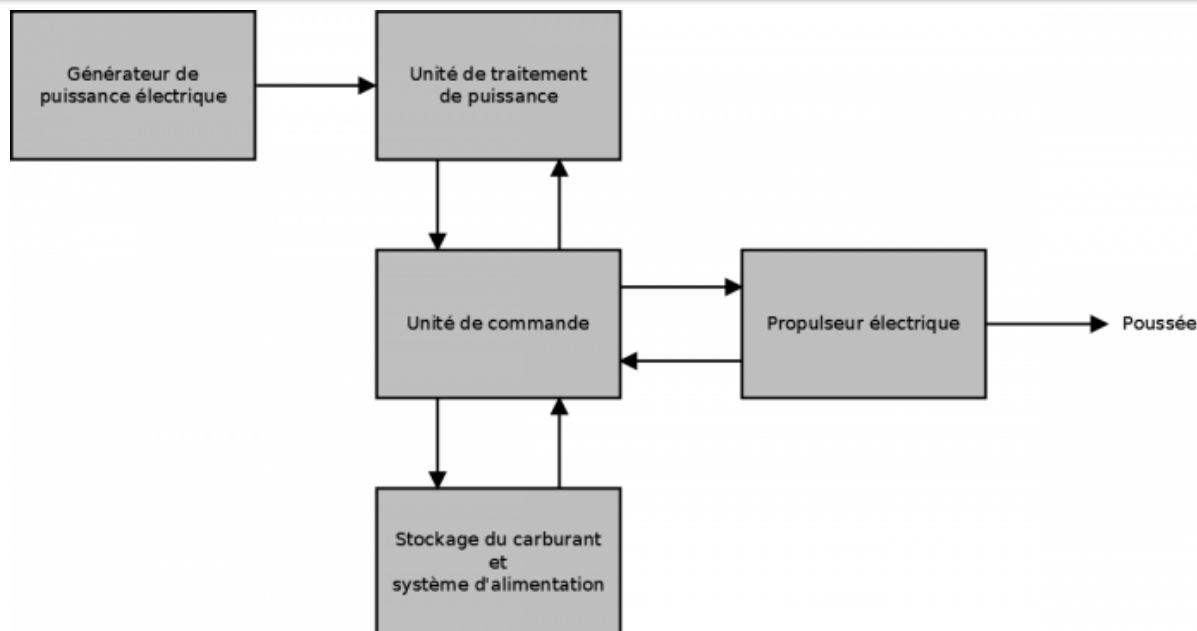 Générateur de
puissance électrique
Unité de traitement
de puissance
Unité de commande
Propulseur électrique
Poussée
Stockage du carburant
et
système d'alimentation